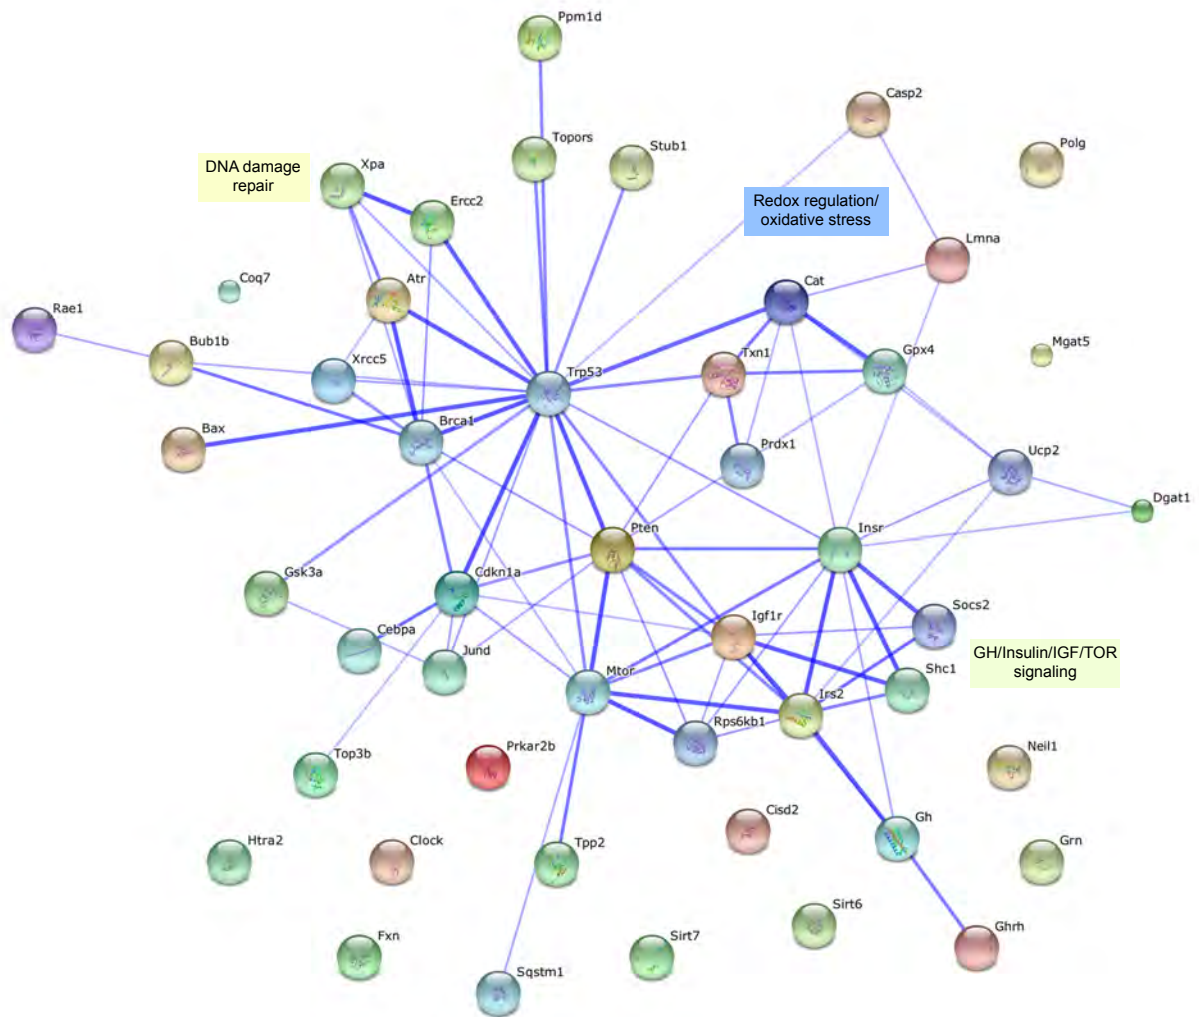 Ppm1d
Casp2
Topors
Stub1
Polg
DNA damage
repair
Xpa
Ercc2
Redox regulation/
oxidative stress
Lmna
Coq7
Atr
Cat
Rae1
Bub1b
Xrcc5
Trp53
Txn1
Gpx4
Mgat5
Bax
Brca1
Prdx1
Ucp2
Dgat1
Pten
Insr
Gsk3a
Cdkn1a
Igf1r
Socs2
Cebpa
Jund
Mtor
Shc1
GH/Insulin/IGF/TOR
signaling
Irs2
Rps6kb1
Top3b
Prkar2b
Neil1
Cisd2
Gh
Htra2
Clock
Tpp2
Grn
Sirt6
Ghrh
Fxn
Sirt7
Sqstm1